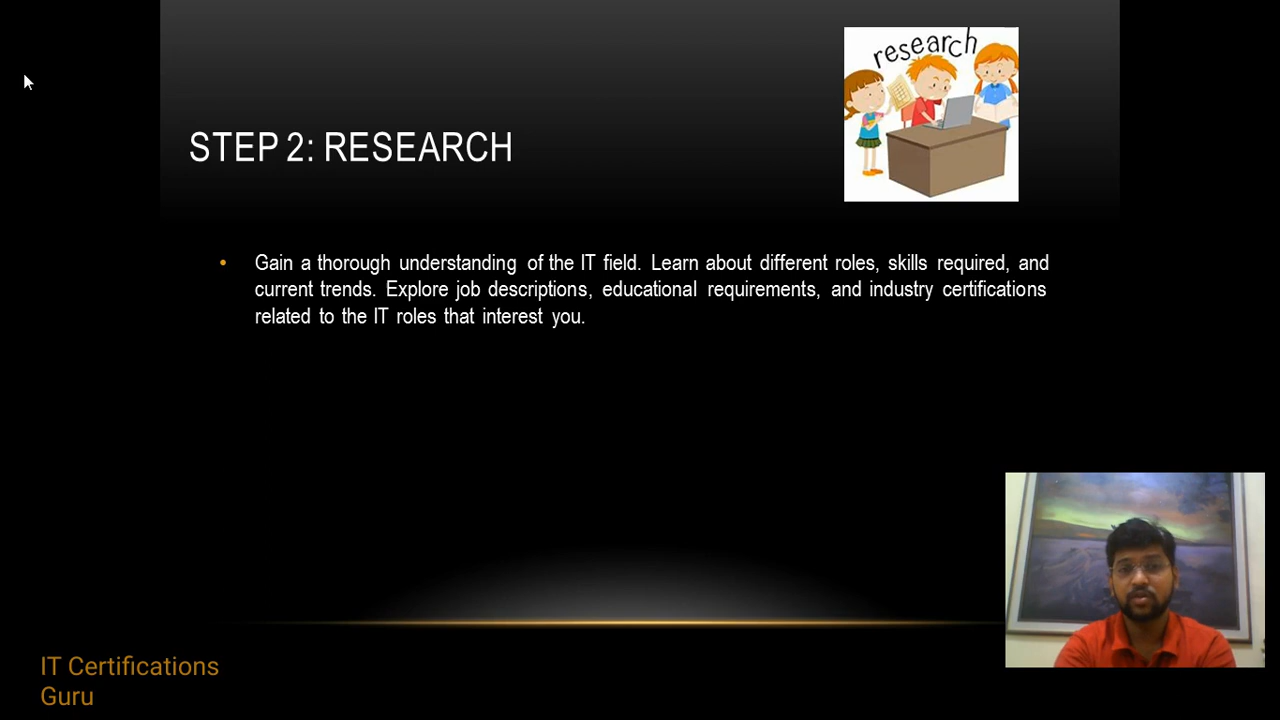 research
STEP 2: RESEARCH
• Gain a thorough understanding of the IT field. Learn about different roles, skills required, and
current trends. Explore job descriptions, educational requirements, and industry certifications
related to the IT roles that interest you.
IT Certifications
Guru